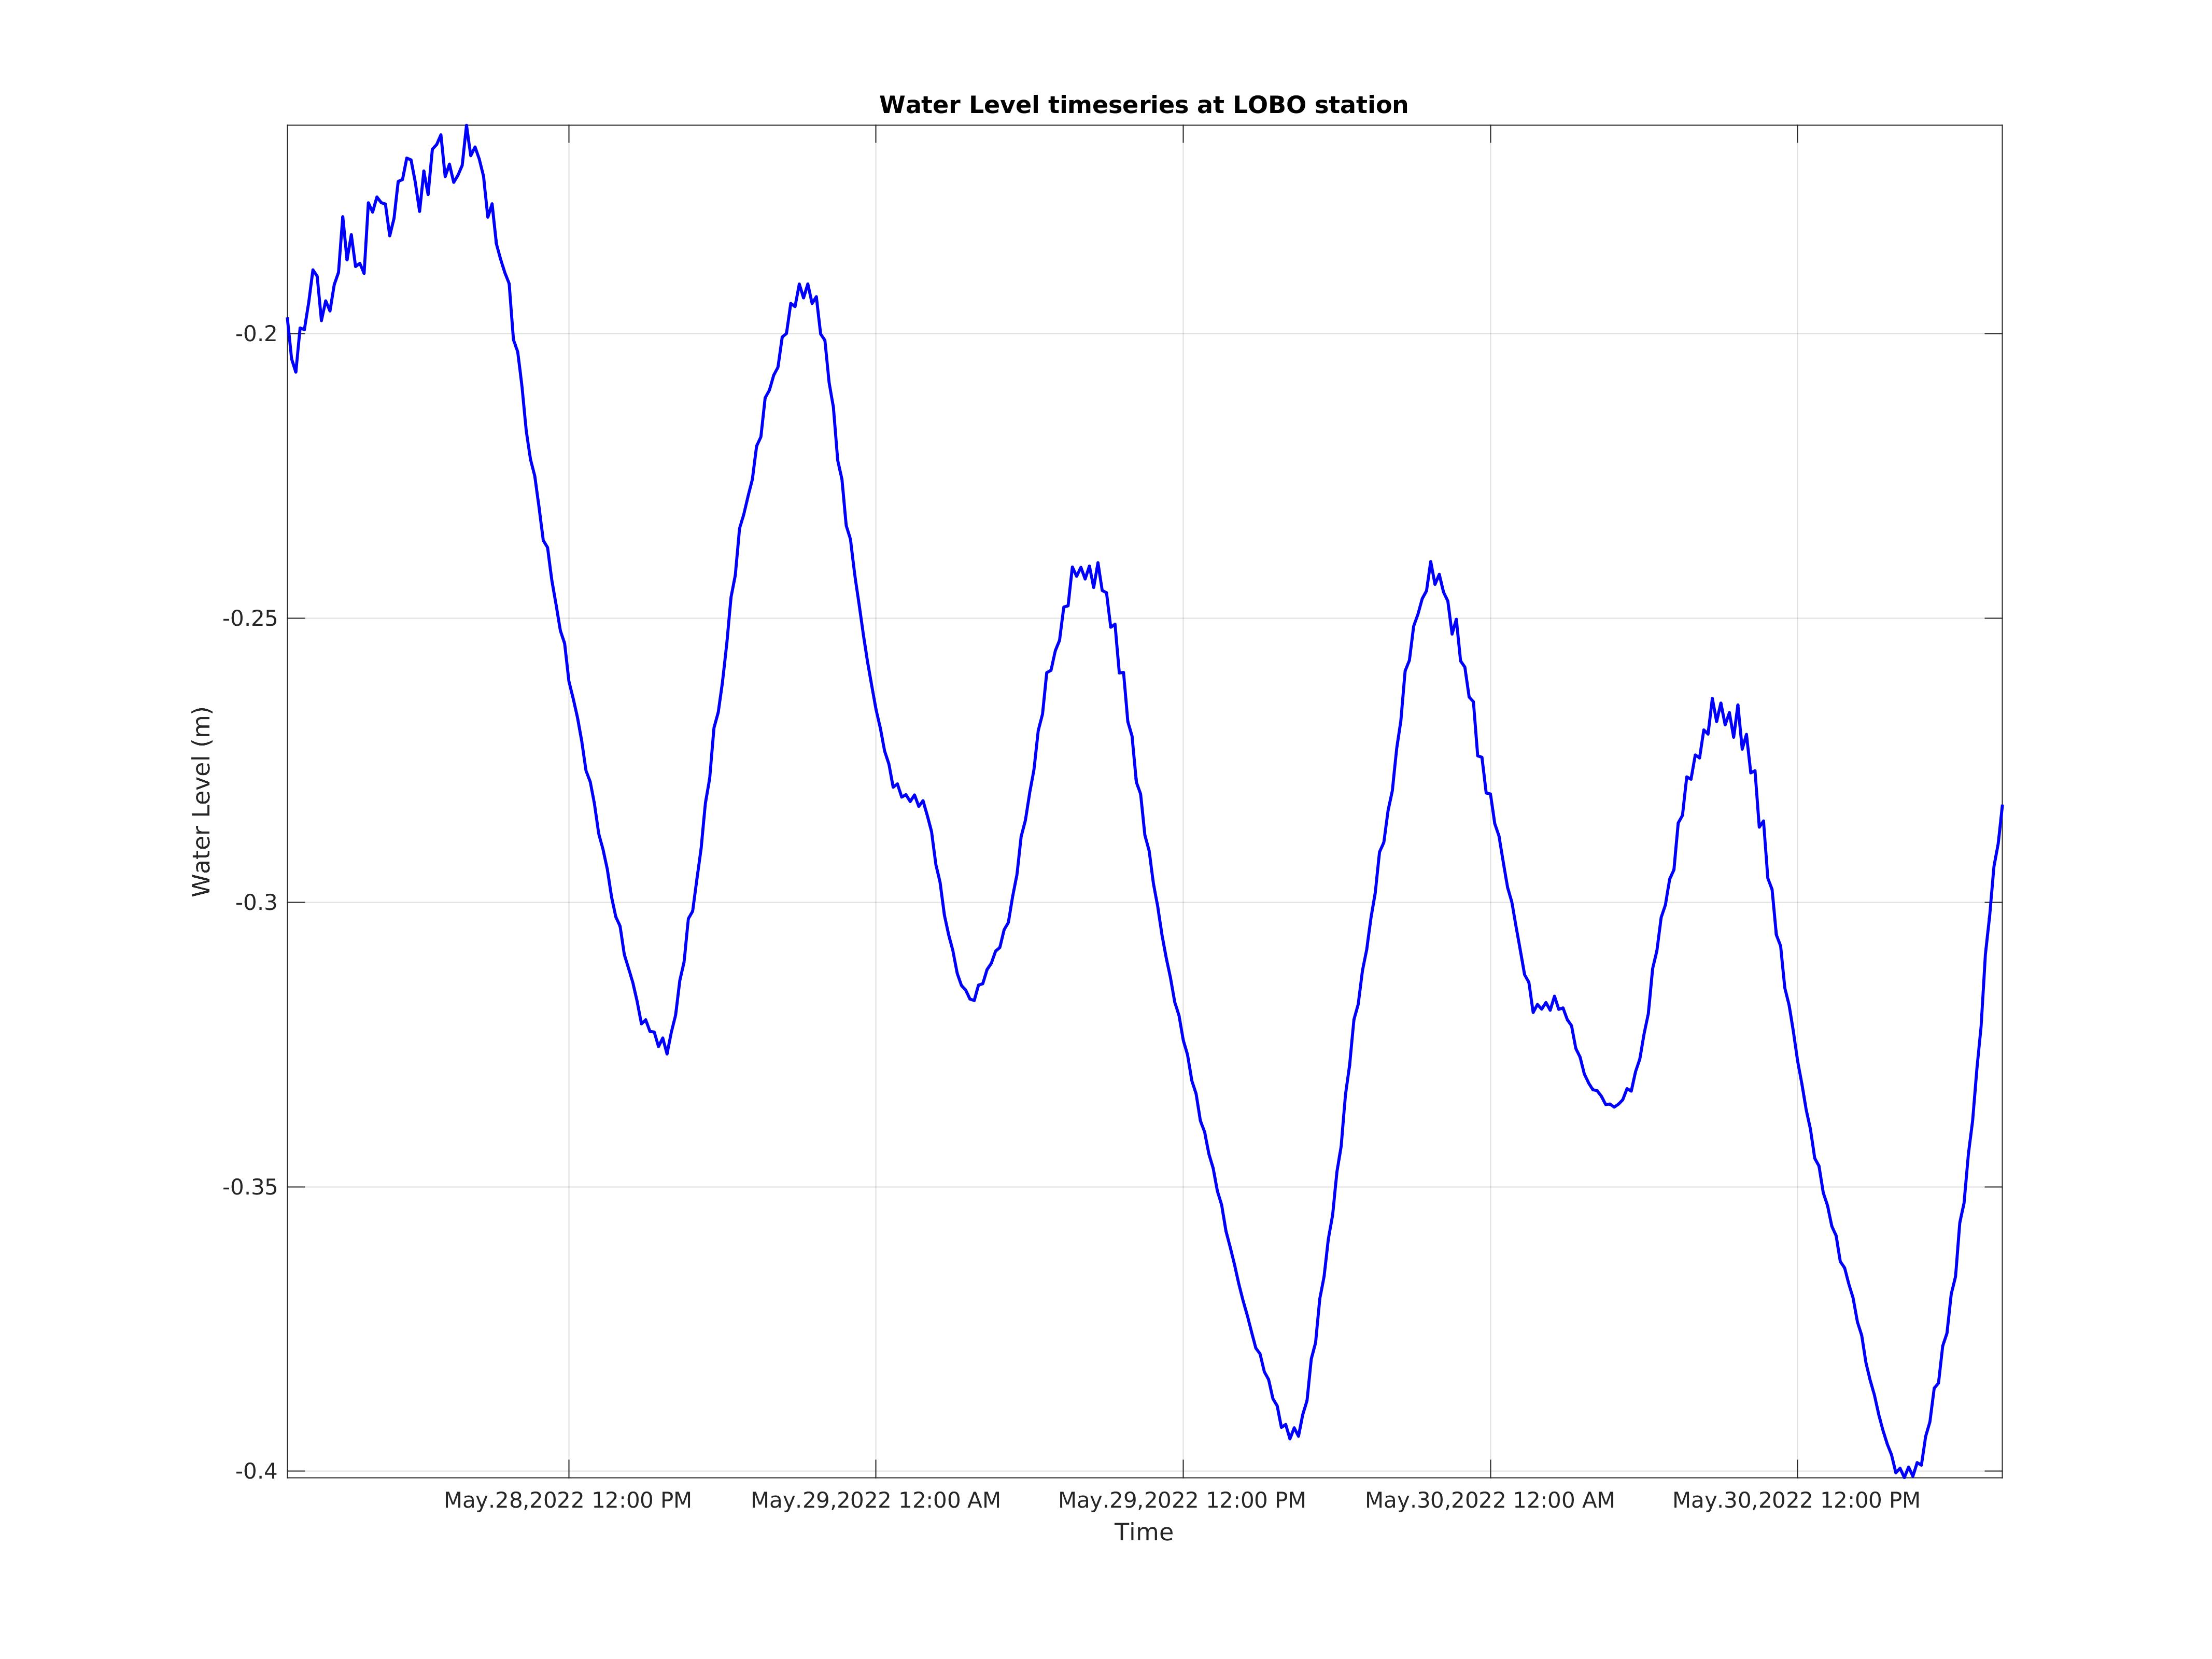 Water Level timeseries at LOBO station
-0.2
-0.25
-0.3
-0.35
-0.4
Water Level (m)
May.28,2022 12:00 PM
May.29,2022 12:00 AM
May.29,2022 12:00 PM
May.30,2022 12:00 AM
May.30,2022 12:00 PM
Time